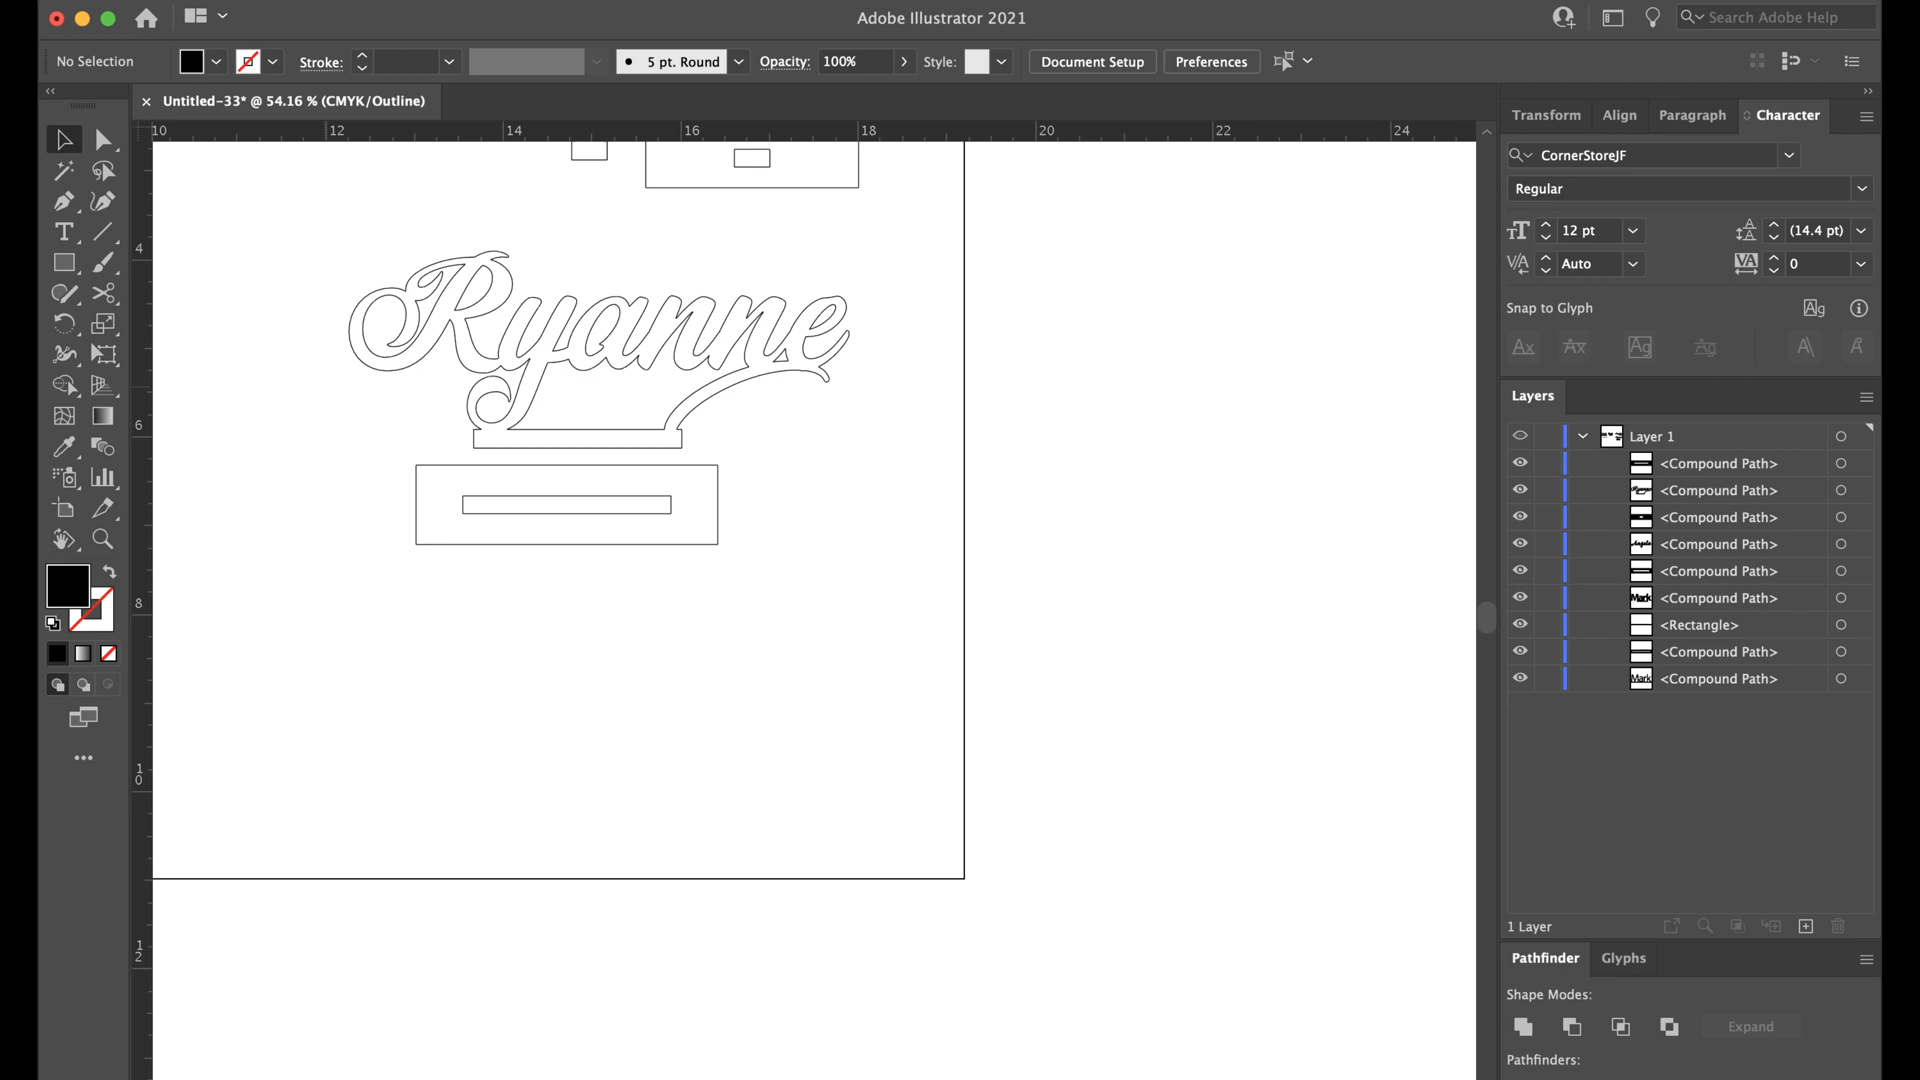 Adobe Illustrator 2021
Search Adobe Help
No Selection
Stroke:
5 pt. Round
Opacity:
100%
Style:
Document Setup
Preferences
Untitled-33* @ 54.16 % (CMYK/Outline)
10 12 14 16 18 20 22 24
4
6
8
10
12
Ryanne
Transform
Align
Paragraph
Character
CornerStoreJF
Regular
12 pt
(14.4 pt)
Auto
0
Snap to Glyph
Layers
Layer 1
<Compound Path>
<Compound Path>
<Compound Path>
<Compound Path>
<Compound Path>
Mark <Compound Path>
<Rectangle>
<Compound Path>
Mark <Compound Path>
1 Layer
Pathfinder
Glyphs
Shape Modes:
Expand
Pathfinders: